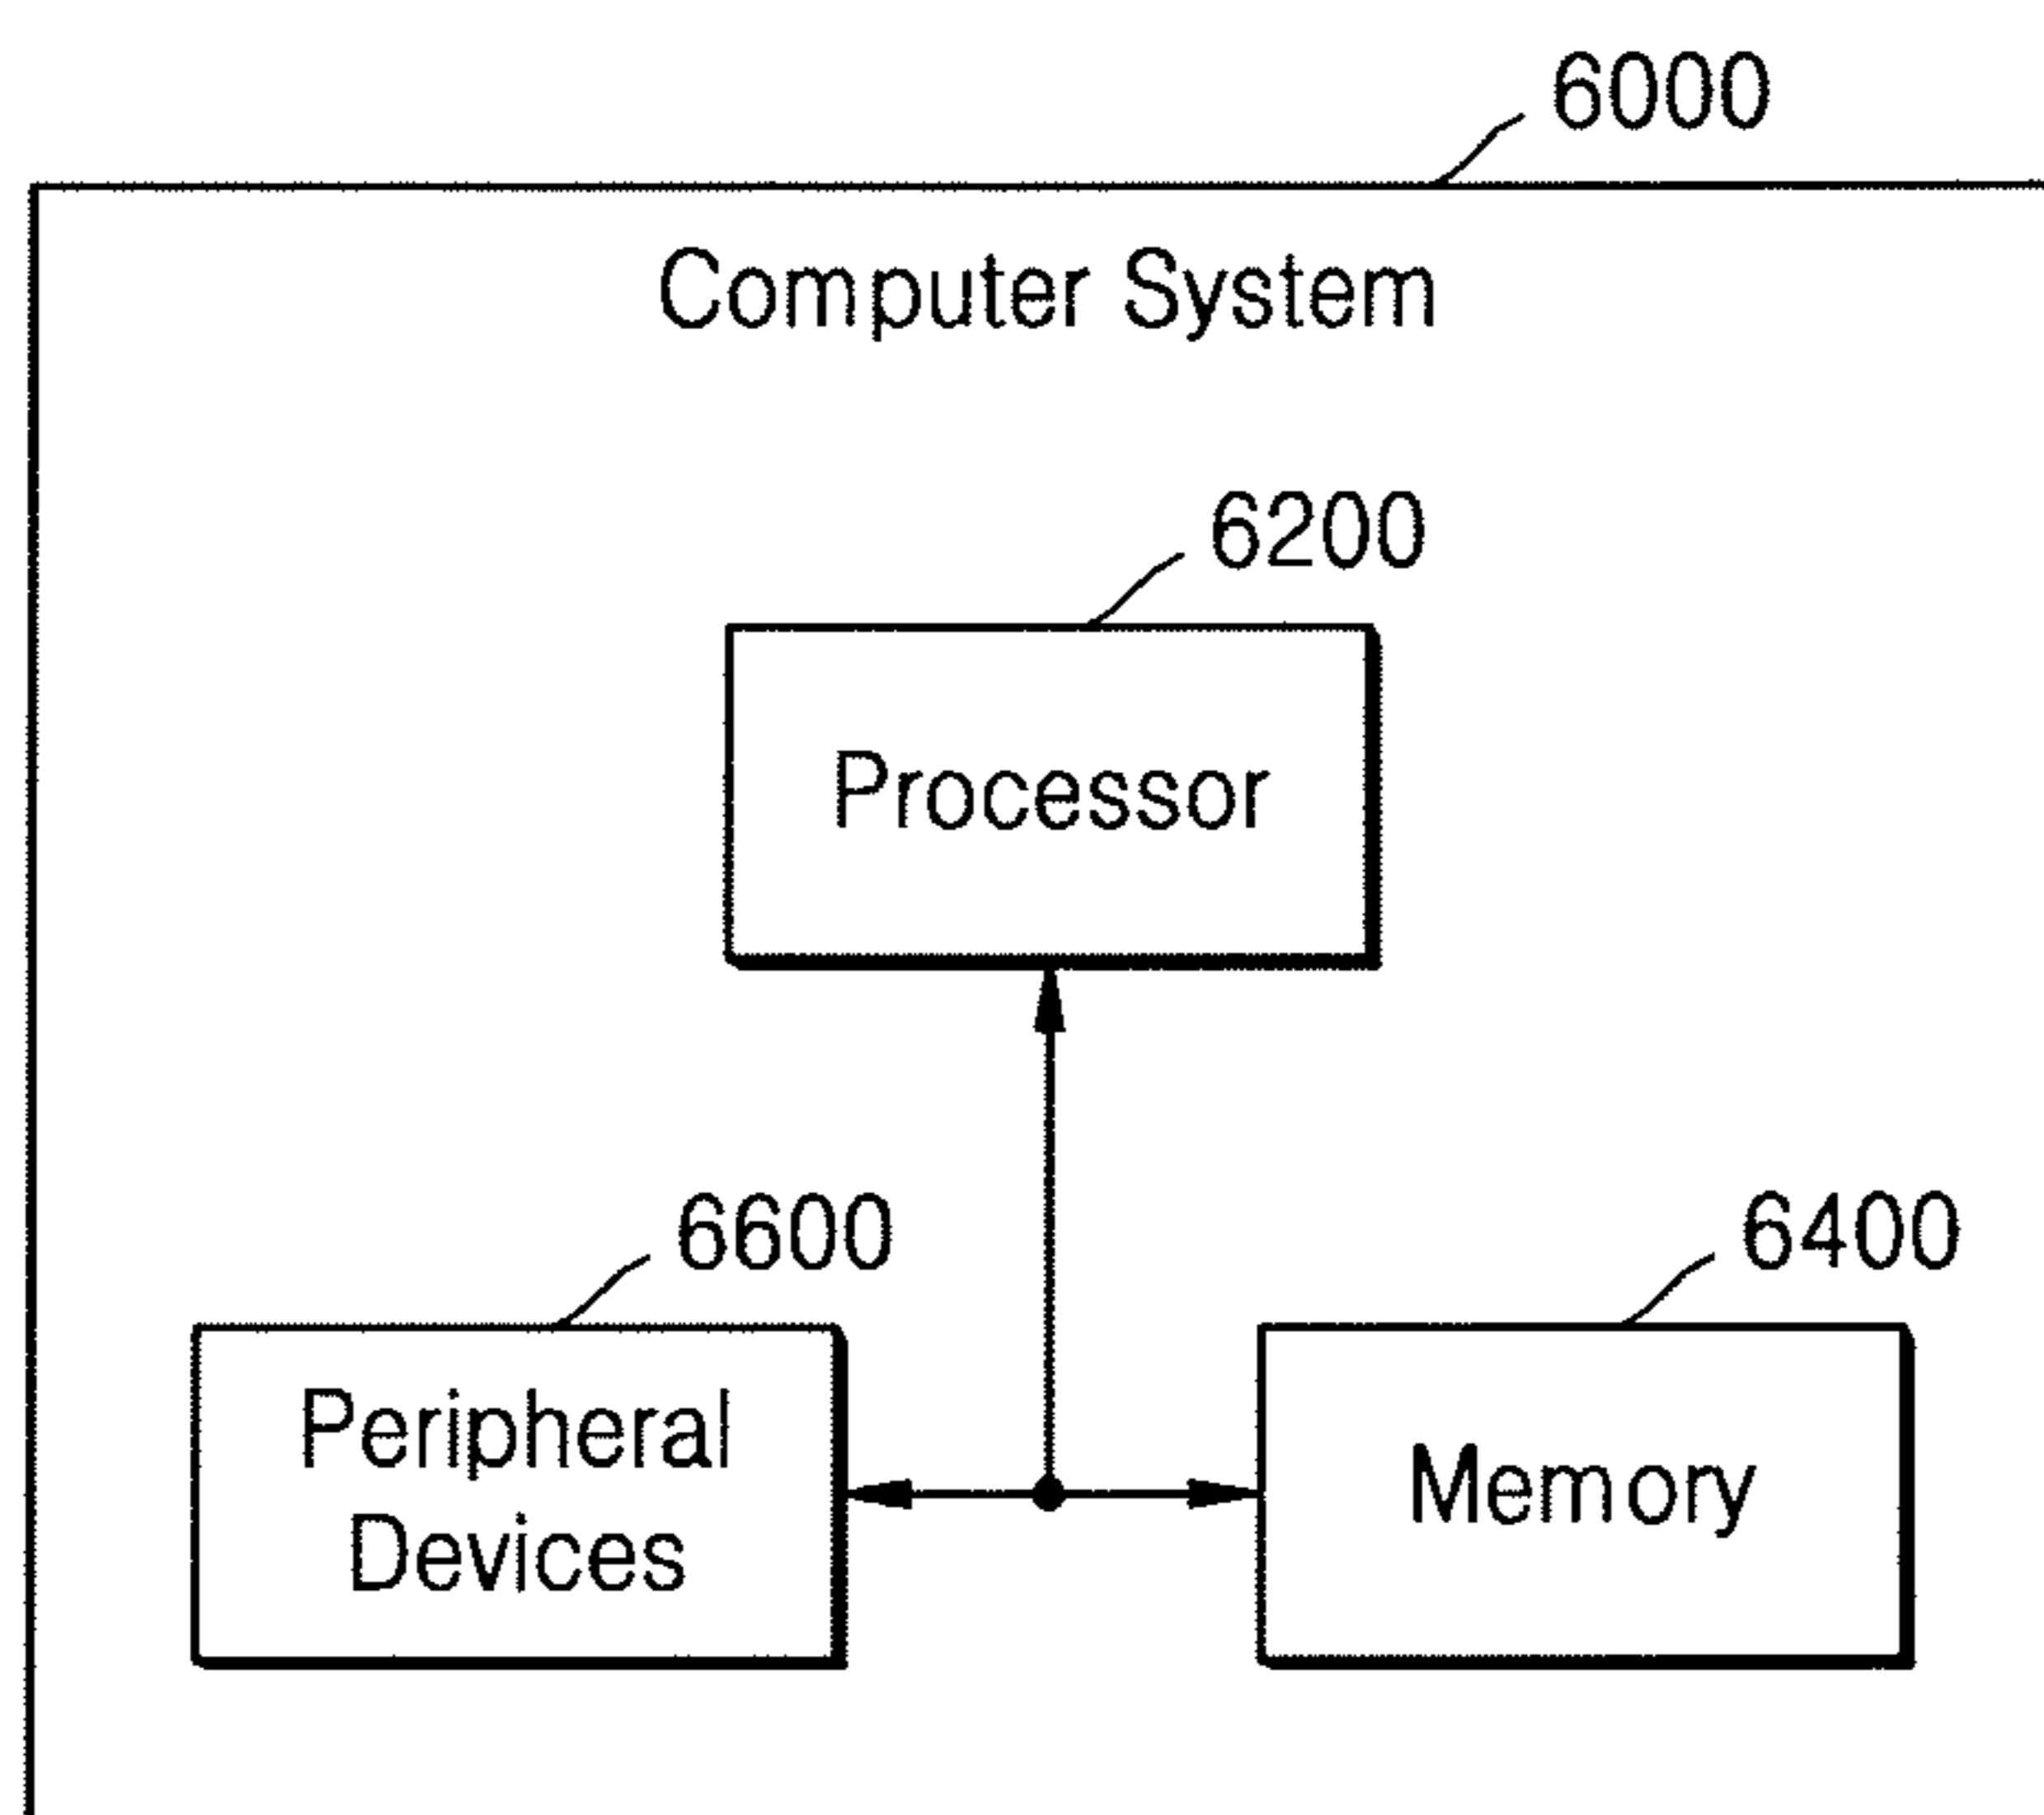 6000
Computer System
6200
Processor
6600
Peripheral
Devices
6400
Memory